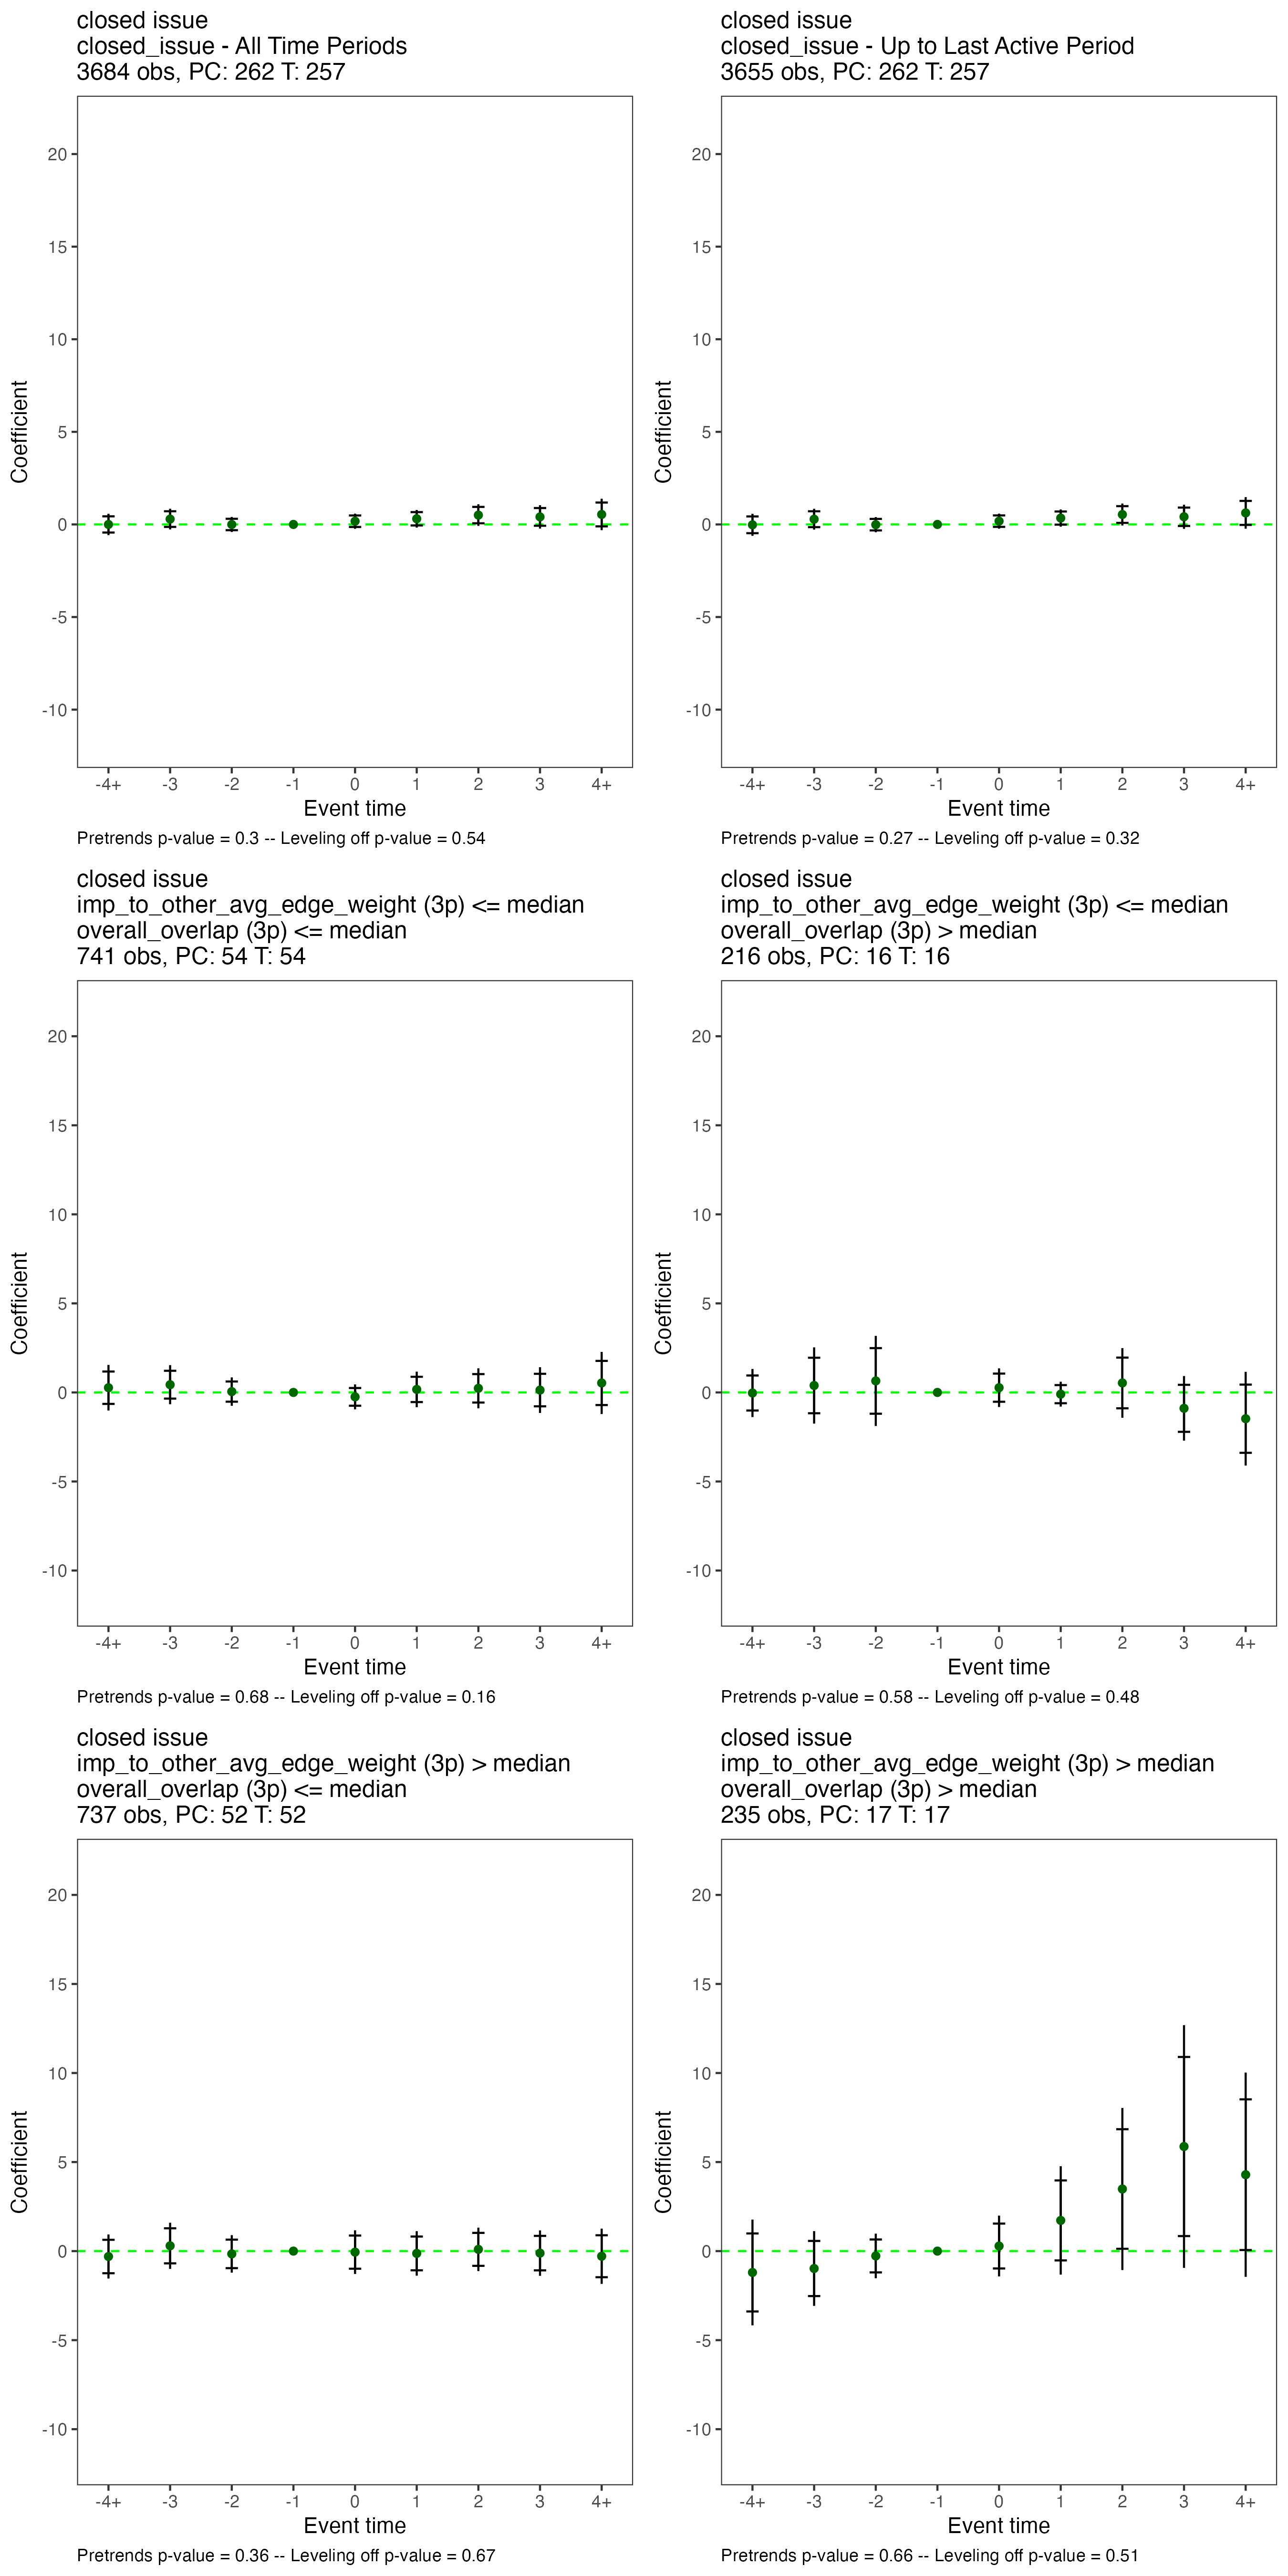 closed issue
closed_issue - All Time Periods
3684 obs, PC: 262 T: 257
20
15
10
5
0
-5
-10
Coefficient
-4+ -3 -2 -1 0 1 2 3 4+
Event time
Pretrends p-value = 0.3 -- Leveling off p-value = 0.54
closed issue
closed_issue - Up to Last Active Period
3655 obs, PC: 262 T: 257
20
15
10
5
0
-5
-10
Coefficient
-4+ -3 -2 -1 0 1 2 3 4+
Event time
Pretrends p-value = 0.27 -- Leveling off p-value = 0.32
closed issue
imp_to_other_avg_edge_weight (3p) <= median
overall_overlap (3p) <= median
741 obs, PC: 54 T: 54
20
15
10
5
0
-5
-10
Coefficient
-4+ -3 -2 -1 0 1 2 3 4+
Event time
Pretrends p-value = 0.68 -- Leveling off p-value = 0.16
closed issue
imp_to_other_avg_edge_weight (3p) <= median
overall_overlap (3p) > median
216 obs, PC: 16 T: 16
20
15
10
5
0
-5
-10
Coefficient
-4+ -3 -2 -1 0 1 2 3 4+
Event time
Pretrends p-value = 0.58 -- Leveling off p-value = 0.48
closed issue
imp_to_other_avg_edge_weight (3p) > median
overall_overlap (3p) <= median
737 obs, PC: 52 T: 52
20
15
10
5
0
-5
-10
Coefficient
-4+ -3 -2 -1 0 1 2 3 4+
Event time
Pretrends p-value = 0.36 -- Leveling off p-value = 0.67
closed issue
imp_to_other_avg_edge_weight (3p) > median
overall_overlap (3p) > median
235 obs, PC: 17 T: 17
20
15
10
5
0
-5
-10
Coefficient
-4+ -3 -2 -1 0 1 2 3 4+
Event time
Pretrends p-value = 0.66 -- Leveling off p-value = 0.51